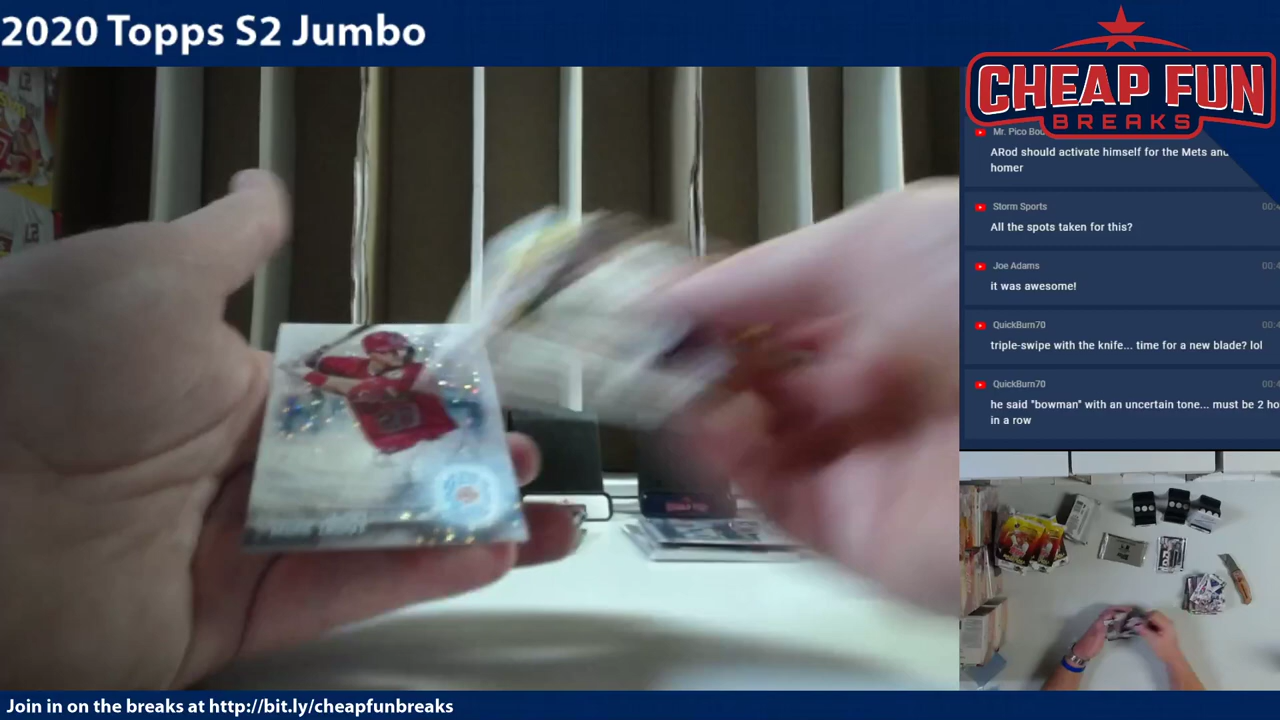 2020 Topps S2 Jumbo
CHEAP FUN
BREAKS
Mr. Pico
ARod should activate himself for the Mets and
homer
Storm Sports
All the spots taken for this?
Joe Adams
it was awesome!
QuickBurn70
triple-swipe with the knife... time for a new blade? lol
QuickBurn70
he said "bowman" with an uncertain tone... must be 2
in a row
Join in on the breaks at http://bit.ly/cheapfunbreaks